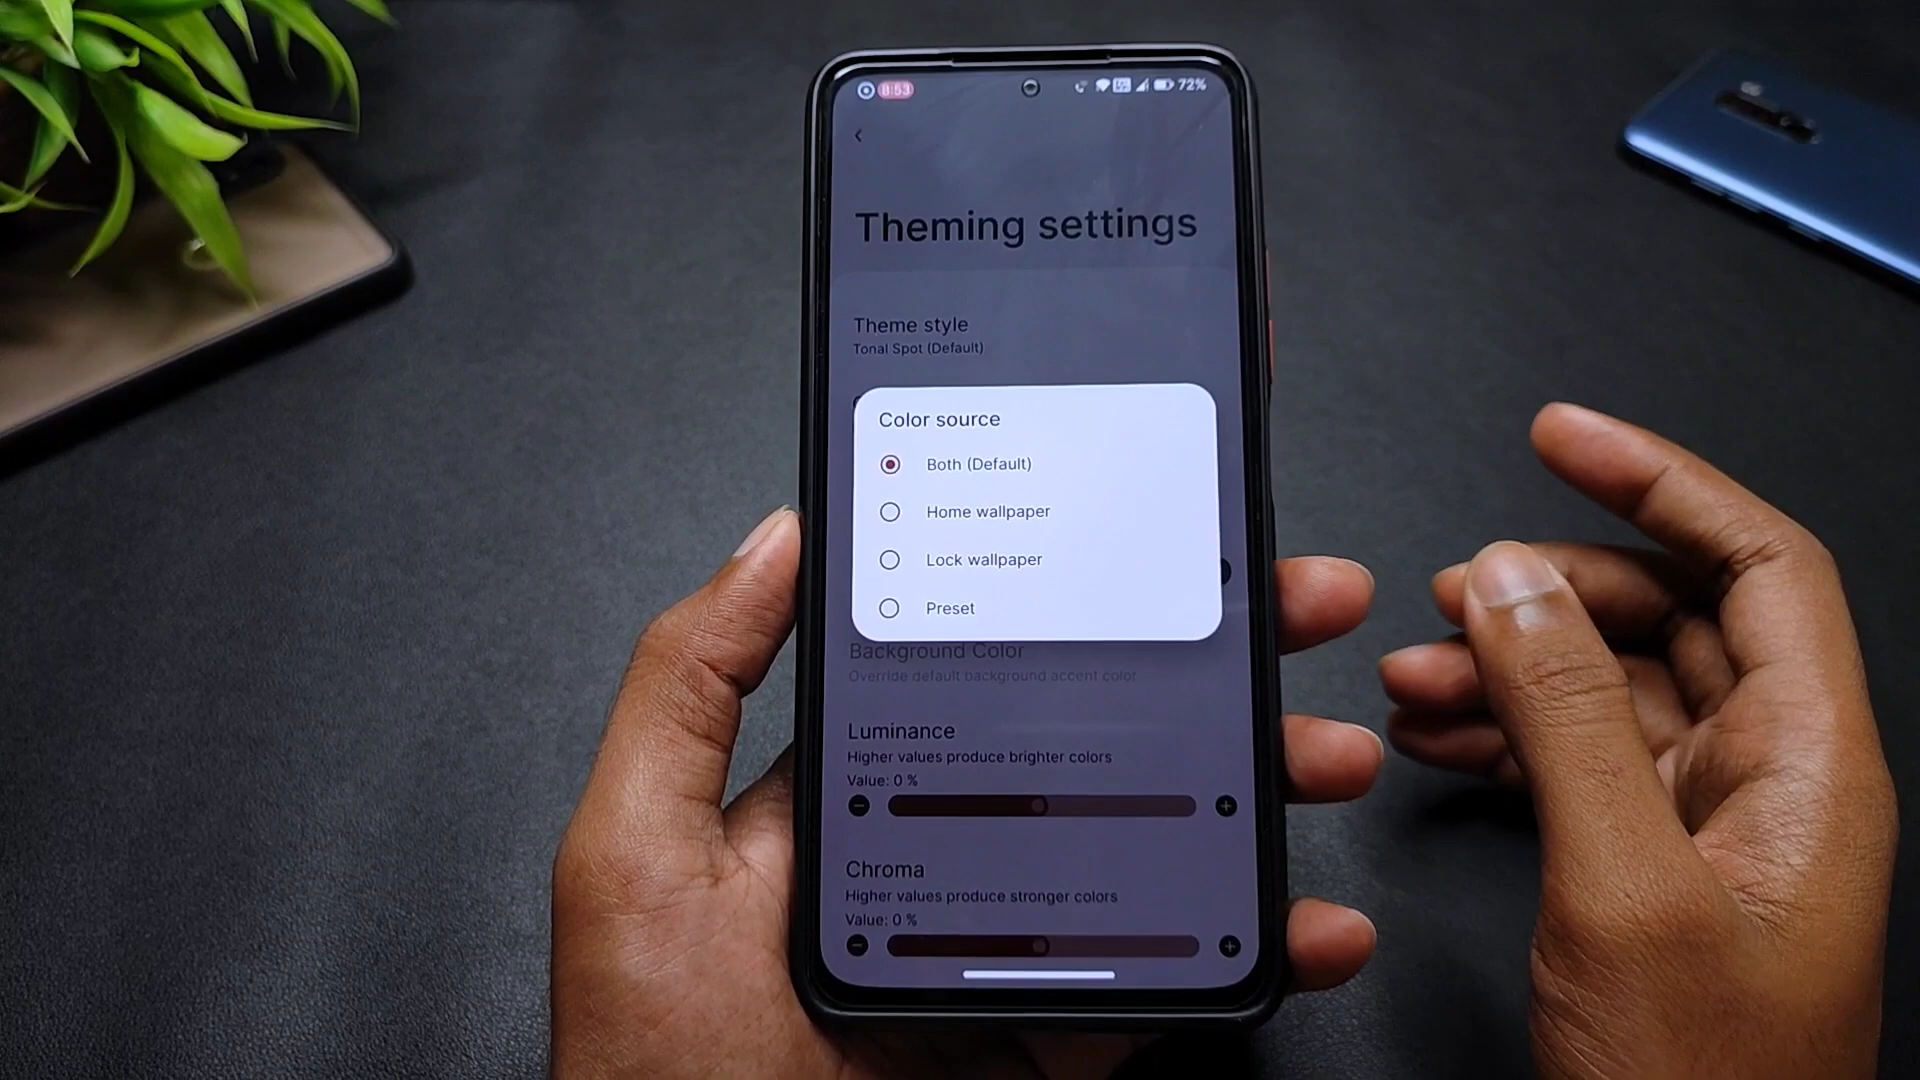 8:53
72%
Theming settings
Theme style
Tonal Spot (Default)
Color source
Both (Default)
Home wallpaper
Lock wallpaper
Preset
Background Color
Override default background accent color
Luminance
Higher values produce brighter colors
Value: 0 %
Chroma
Higher values produce stronger colors
Value: 0 %